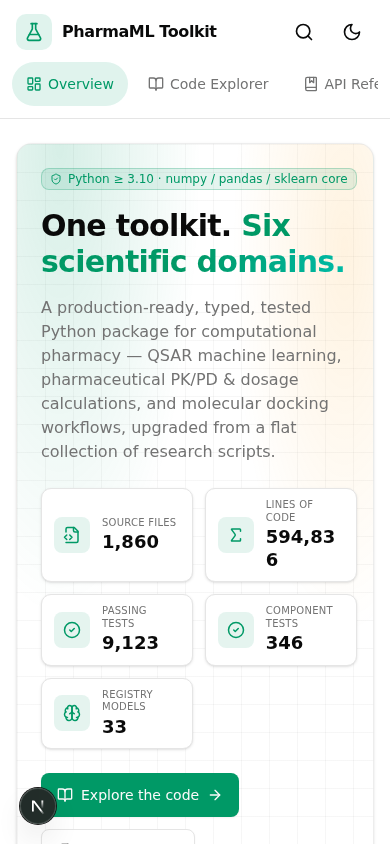 PharmaML Toolkit
Overview
Code Explorer
API Refe
Python ≥ 3.10 · numpy / pandas / sklearn core
One toolkit. Six
scientific domains.
A production-ready, typed, tested
Python package for computational
pharmacy — QSAR machine learning,
pharmaceutical PK/PD & dosage
calculations, and molecular docking
workflows, upgraded from a flat
collection of research scripts.
SOURCE FILES
1,860
LINES OF
CODE
594,83
6
PASSING
TESTS
9,123
COMPONENT
TESTS
346
REGISTRY
MODELS
33
Explore the code
N